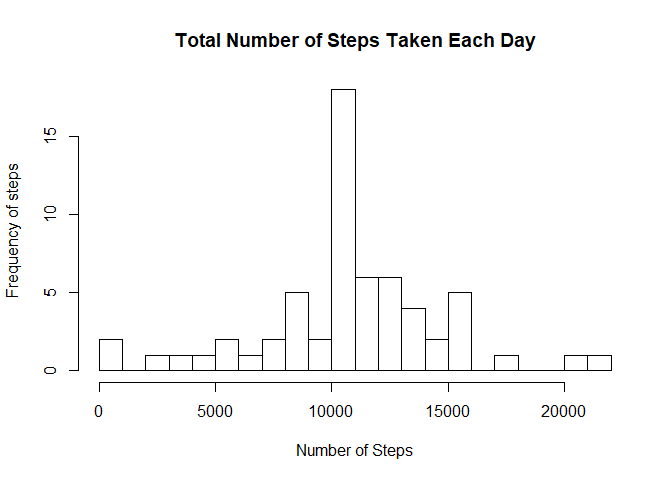 Total Number of Steps Taken Each Day
15
10
5
0
Frequency of steps
0 5000 10000 15000 20000
Number of Steps